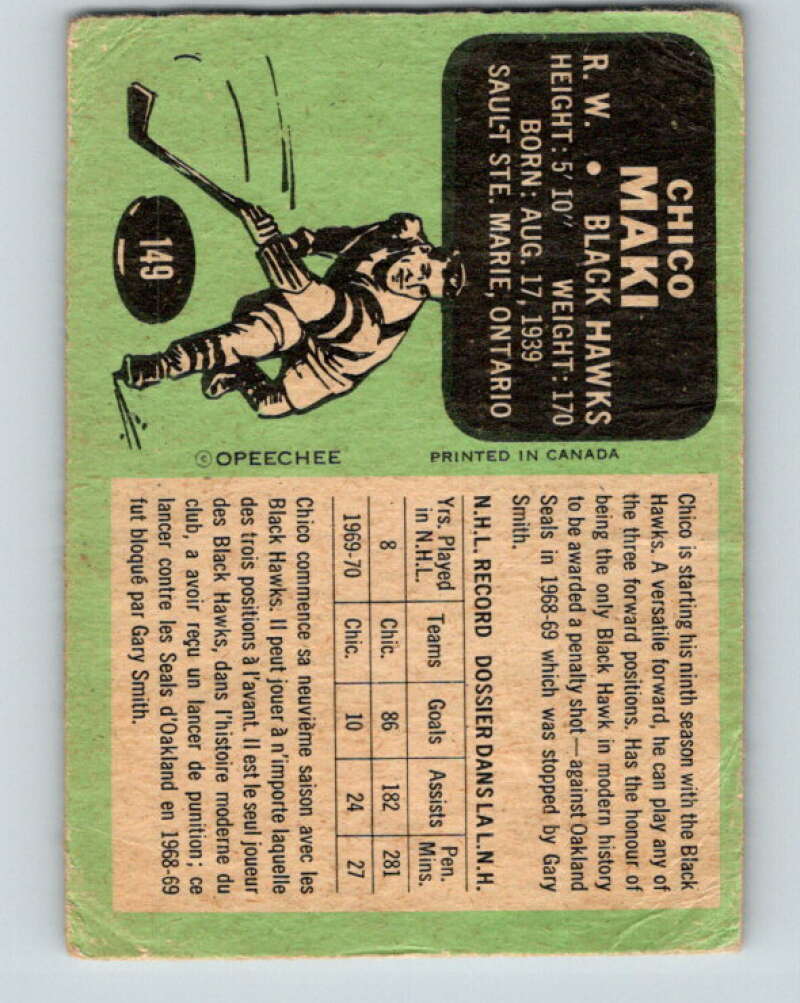 CHICO
MAKI
R. W. • BLACK HAWKS
HEIGHT: 5' 10" WEIGHT: 170
BORN: AUG. 17, 1939
SAULT STE. MARIE, ONTARIO
149
© OPEECHEE
PRINTED IN CANADA
Chico is starting his ninth season with the Black
Hawks. A versatile forward, he can play any of
the three forward positions. Has the honour of
being the only Black Hawk in modern history
to be awarded a penalty shot — against Oakland
Seals in 1968-69 which was stopped by Gary
Smith.
N.H.L. RECORD DOSSIER DANS LA L.N.H.
Yrs. Played in N.H.L. Teams Goals Assists Pen. Mins.
8 Chic. 86 182 281
1969-70 Chic. 10 24 27
Chico commence sa neuvième saison avec les
Black Hawks. Il peut jouer à n'importe laquelle
des trois positions à l'avant. Il est le seul joueur
des Black Hawks, dans l'histoire moderne du
club, a avoir reçu un lancer de punition; ce
lancer contre les Seals d'Oakland en 1968-69
fut bloqué par Gary Smith.